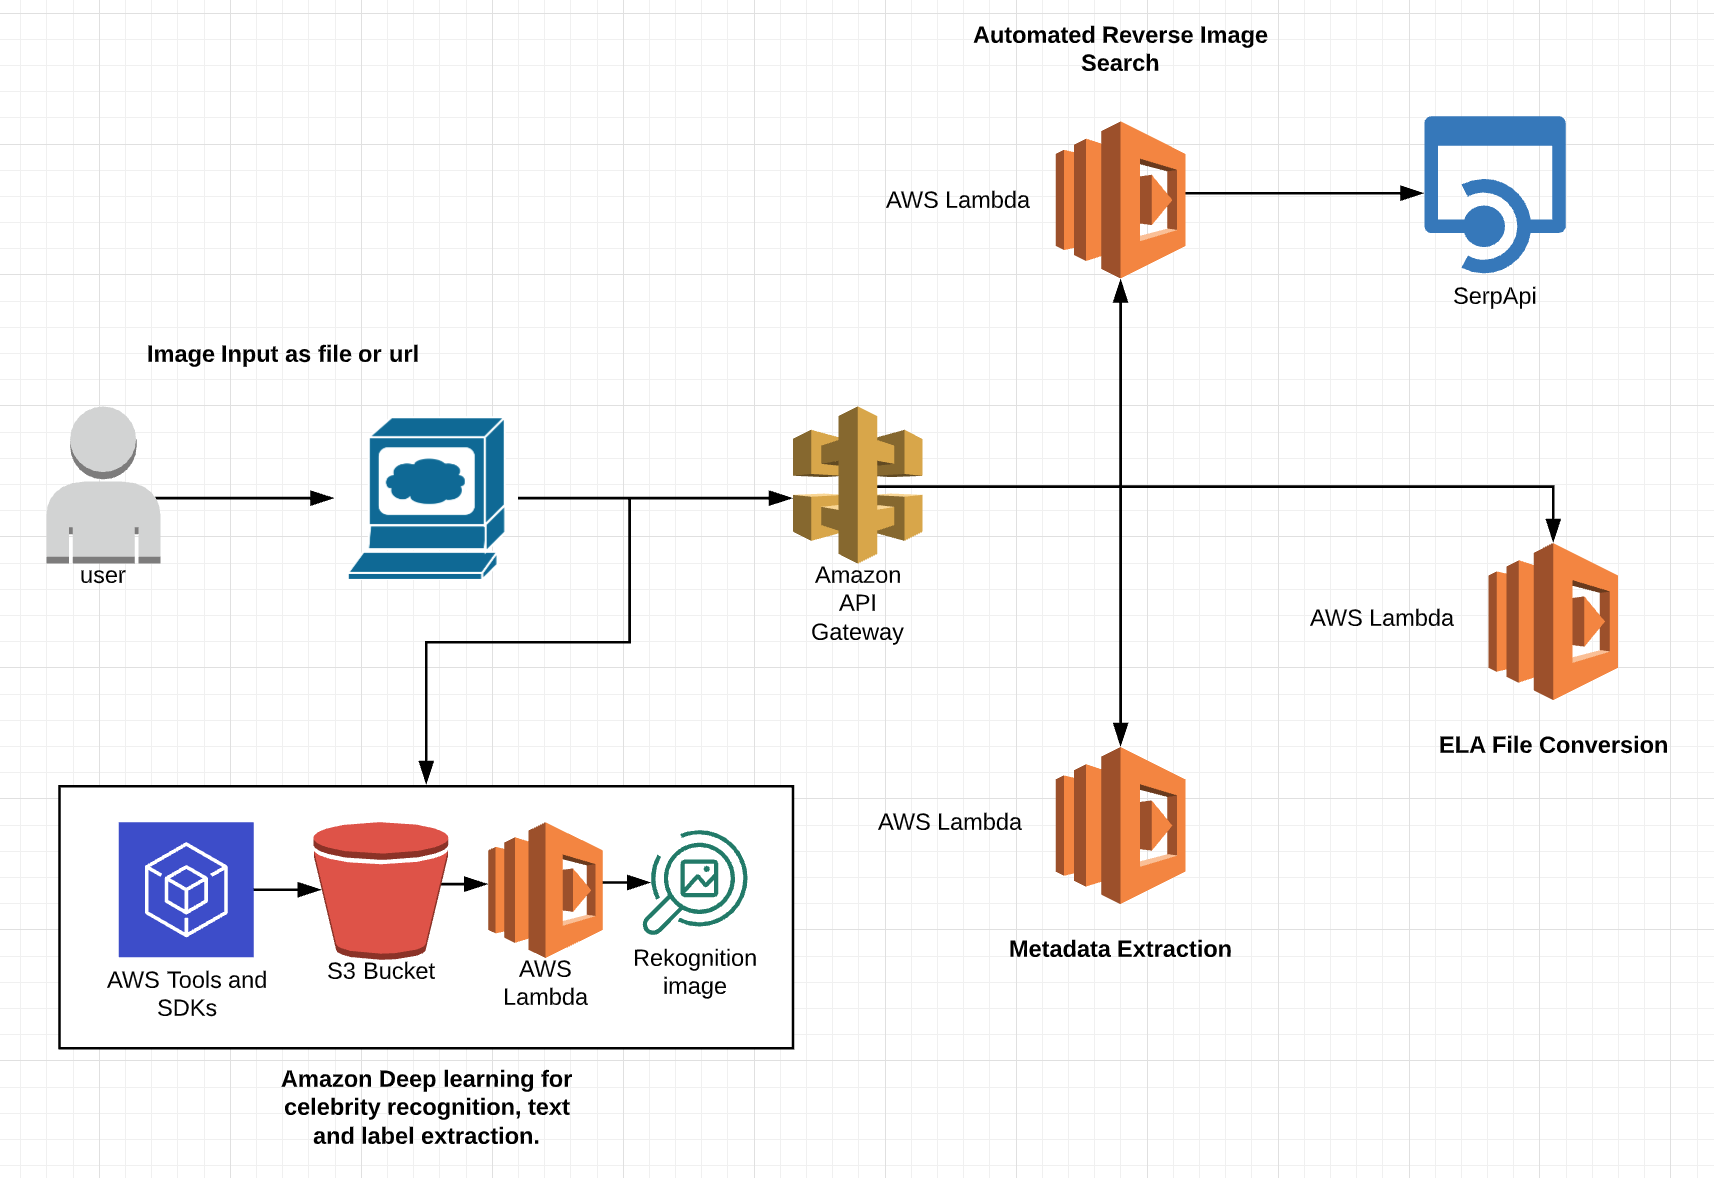 Automated Reverse Image
Search
AWS Lambda
SerpApi
Image Input as file or url
user
Amazon
API
Gateway
AWS Lambda
ELA File Conversion
AWS Lambda
Metadata Extraction
AWS Tools and
SDKs
S3 Bucket
AWS
Lambda
Rekognition
image
Amazon Deep learning for
celebrity recognition, text
and label extraction.